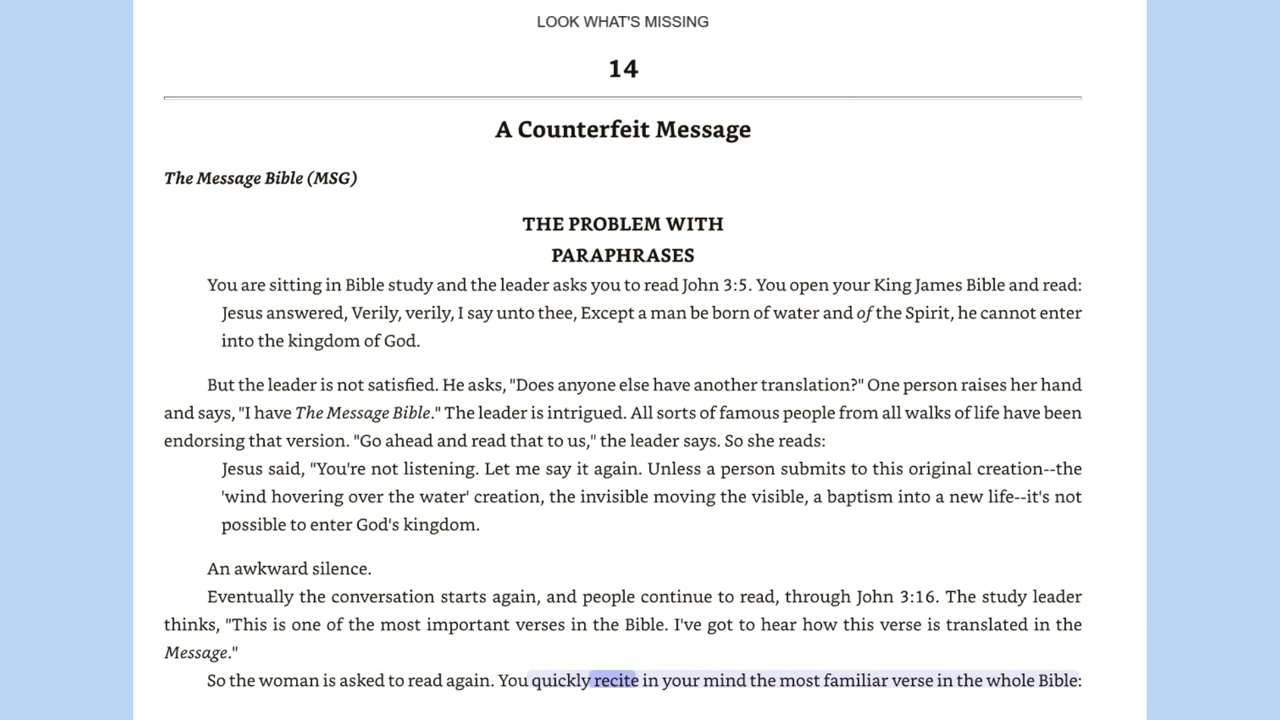 LOOK WHAT'S MISSING
14
A Counterfeit Message
The Message Bible (MSG)
THE PROBLEM WITH
PARAPHRASES
You are sitting in Bible study and the leader asks you to read John 3:5. You open your King James Bible and read:
Jesus answered, Verily, verily, I say unto thee, Except a man be born of water and of the Spirit, he cannot enter
into the kingdom of God.
But the leader is not satisfied. He asks, "Does anyone else have another translation?" One person raises her hand
and says, "I have The Message Bible." The leader is intrigued. All sorts of famous people from all walks of life have been
endorsing that version. "Go ahead and read that to us," the leader says. So she reads:
Jesus said, "You're not listening. Let me say it again. Unless a person submits to this original creation--the
'wind hovering over the water' creation, the invisible moving the visible, a baptism into a new life--it's not
possible to enter God's kingdom.
An awkward silence.
Eventually the conversation starts again, and people continue to read, through John 3:16. The study leader
thinks, "This is one of the most important verses in the Bible. I've got to hear how this verse is translated in the
Message."
So the woman is asked to read again. You quickly recite in your mind the most familiar verse in the whole Bible: